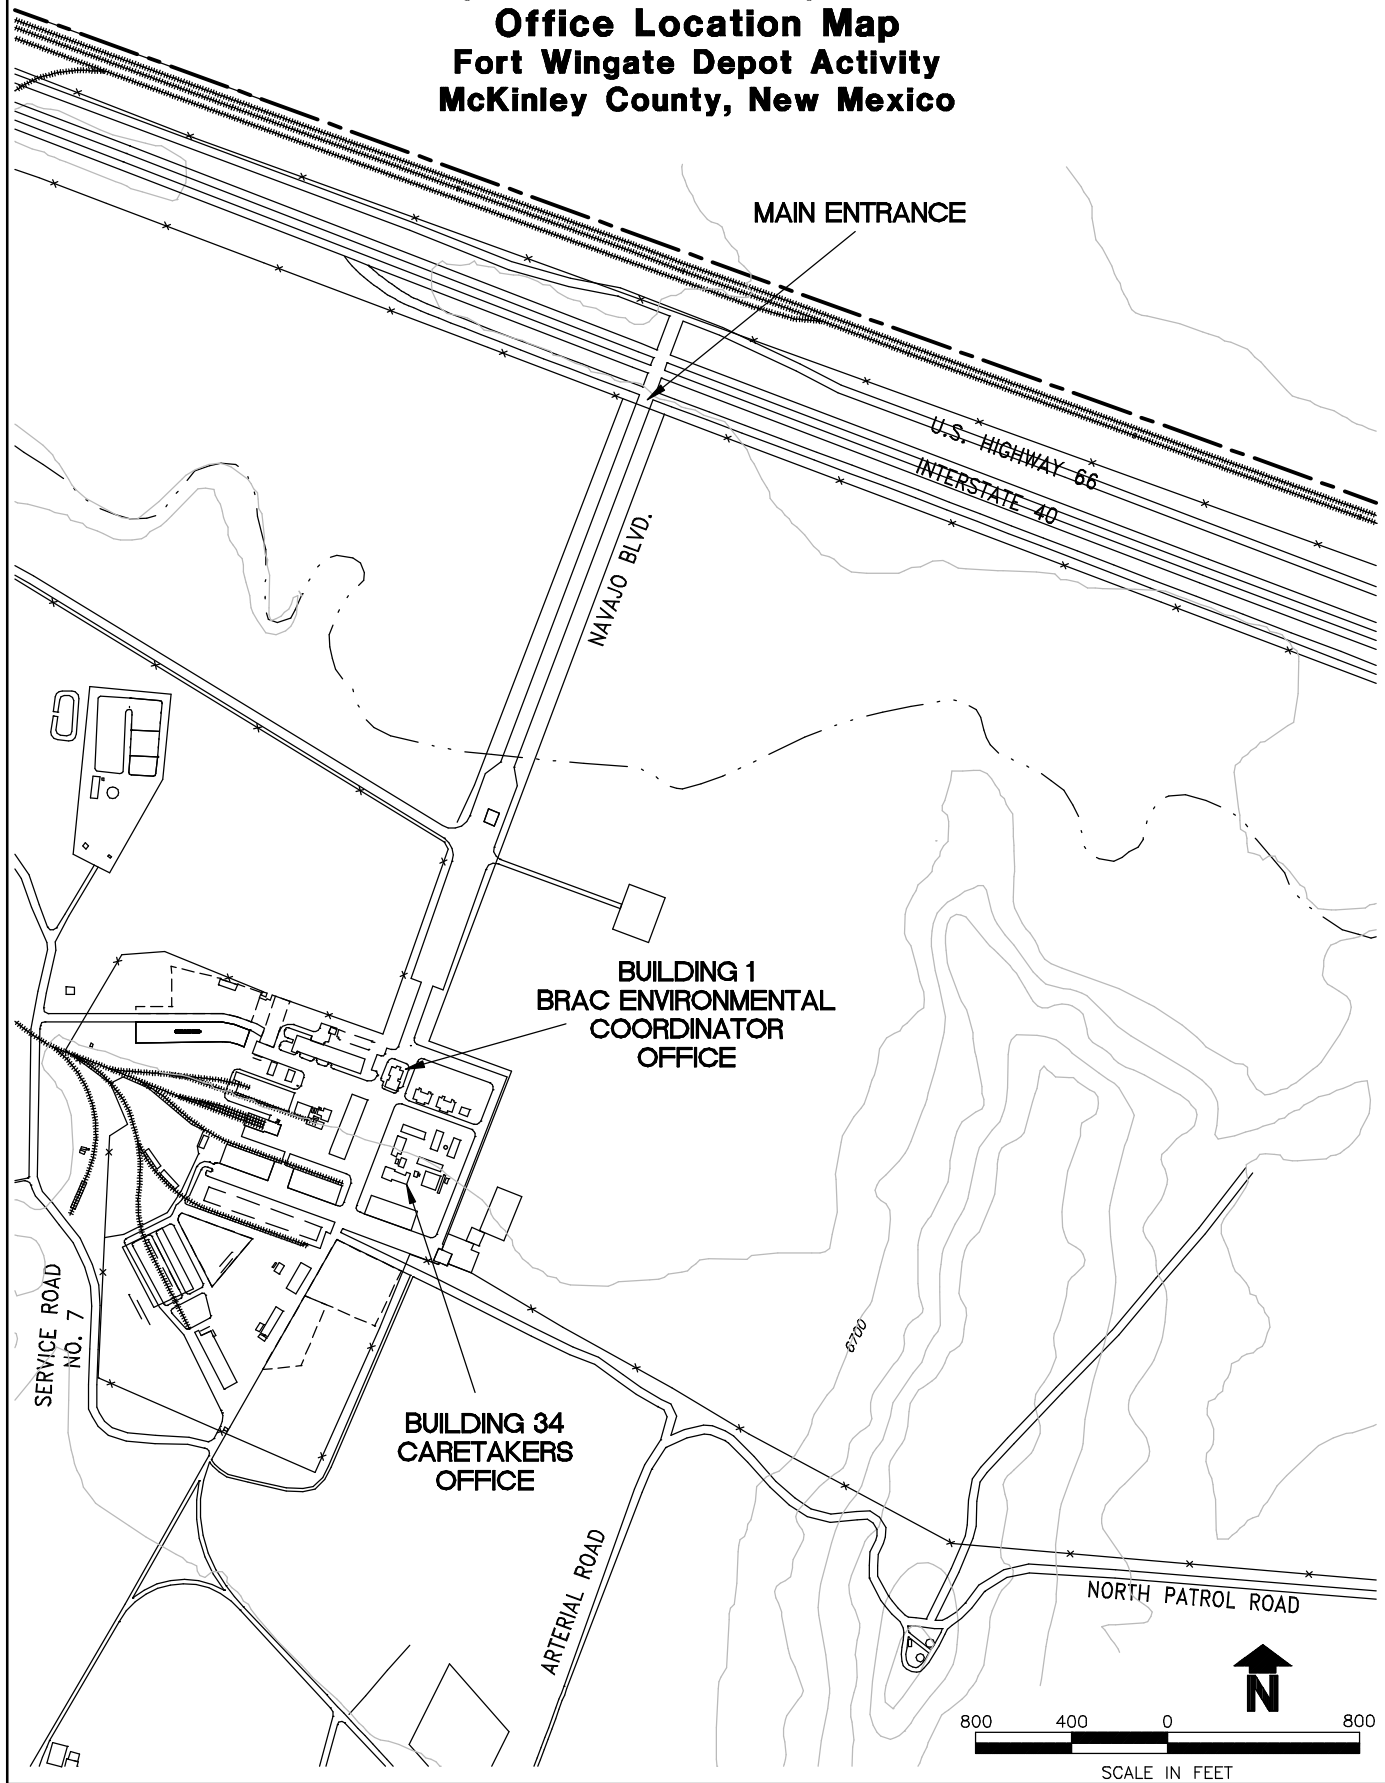 Office Location Map
Fort Wingate Depot Activity
McKinley County, New Mexico
MAIN ENTRANCE
U.S. HIGHWAY 66
INTERSTATE 40
NAVAJO BLVD.
BUILDING 1
BRAC ENVIRONMENTAL
COORDINATOR
OFFICE
SERVICE ROAD
NO. 7
6700
BUILDING 34
CARETAKERS
OFFICE
ARTERIAL ROAD
NORTH PATROL ROAD
N
800 400 0 800
SCALE IN FEET